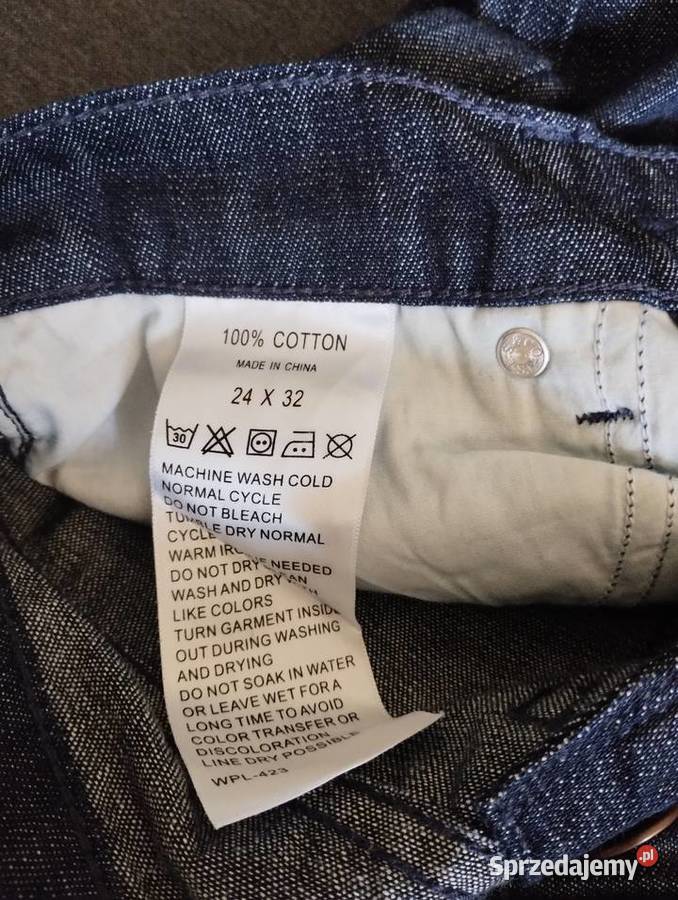 100% COTTON
MADE IN CHINA
24 X 32
30
MACHINE WASH COLD
NORMAL CYCLE
DO NOT BLEACH
TUMBLE DRY NORMAL
CYCLE
WARM IRON
DO NOT DRY NEEDED
WASH AND DRY AN
LIKE COLORS
TURN GARMENT INSIDE
OUT DURING WASHING
AND DRYING
DO NOT SOAK IN WATER
OR LEAVE WET FOR A
LONG TIME TO AVOID
COLOR TRANSFER OR
DISCOLORATION
LINE DRY POSSIBLE
WPL-423
Sprzedajemy.pl